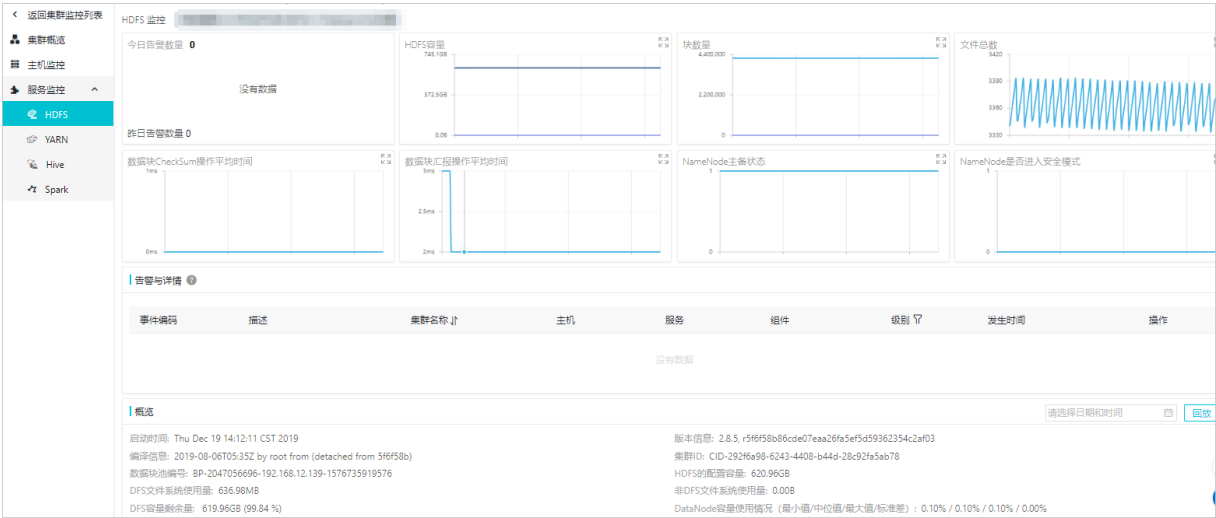 返回集群监控列表
集群概览
主机监控
服务监控
HDFS
YARN
Hive
Spark
HDFS 监控
今日告警数量 0
没有数据
昨日告警数量 0
HDFS容量
745.1GB
372.5GB
0.0B
块数量
4,400,000
2,200,000
0
文件总数
3420
3390
3360
3330
数据块CheckSum操作平均时间
1ms
0ms
数据块汇报操作平均时间
3ms
2.5ms
2ms
NameNode主备状态
1
0
NameNode是否进入安全模式
1
0
告警与详情
事件编码 描述 集群名称 主机 服务 组件 级别 发生时间 操作
没有数据
概览 请选择日期和时间 回放
启动时间: Thu Dec 19 14:12:11 CST 2019
版本信息: 2.8.5, r5f6f58b86cde07eaa26fa5ef5d59362354c2af03
编译信息: 2019-08-06T05:35Z by root from (detached from 5f6f58b)
集群ID: CID-292f6a98-6243-4408-b44d-28c92fa5ab78
数据块池编号: BP-2047056696-192.168.12.139-1576735919576
HDFS的配置容量: 620.96GB
DFS文件系统使用量: 636.98MB
非DFS文件系统使用量: 0.00B
DFS容量剩余量: 619.96GB (99.84 %)
DataNode容量使用情况（最小值/中位值/最大值/标准差）: 0.10% / 0.10% / 0.10% / 0.00%